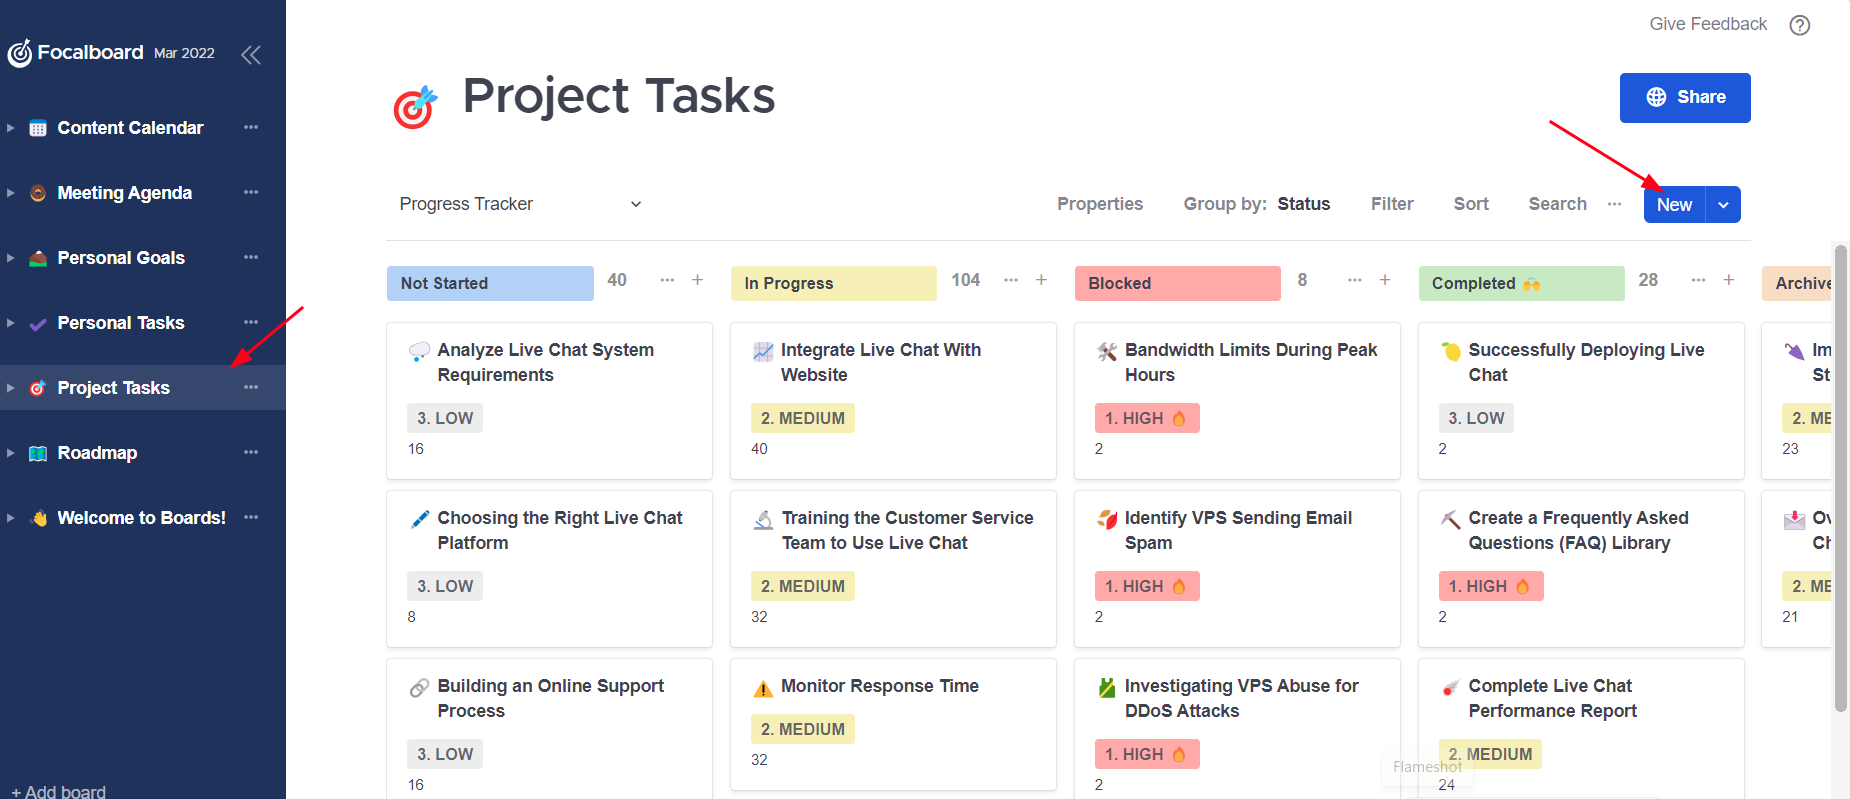 Focalboard Mar 2022
Content Calendar
Meeting Agenda
Personal Goals
Personal Tasks
Project Tasks
Roadmap
Welcome to Boards!
+ Add board
Give Feedback
Project Tasks
Share
Progress Tracker
Properties Group by: Status Filter Sort Search ··· New
Not Started 40 ··· +
Analyze Live Chat System
Requirements
3. LOW
16
Choosing the Right Live Chat
Platform
3. LOW
8
Building an Online Support
Process
3. LOW
16
In Progress 104 ··· +
Integrate Live Chat With
Website
2. MEDIUM
40
Training the Customer Service
Team to Use Live Chat
2. MEDIUM
32
Monitor Response Time
2. MEDIUM
32
Blocked 8 ··· +
Bandwidth Limits During Peak
Hours
1. HIGH 🔥
2
Identify VPS Sending Email
Spam
1. HIGH 🔥
2
Investigating VPS Abuse for
DDoS Attacks
1. HIGH 🔥
2
Completed 🙌 28 ··· +
Successfully Deploying Live
Chat
3. LOW
2
Create a Frequently Asked
Questions (FAQ) Library
1. HIGH 🔥
2
Complete Live Chat
Performance Report
2. MEDIUM
24
Archive
Im
St
2. ME
23
Ov
Ch
2. ME
21
Flameshot